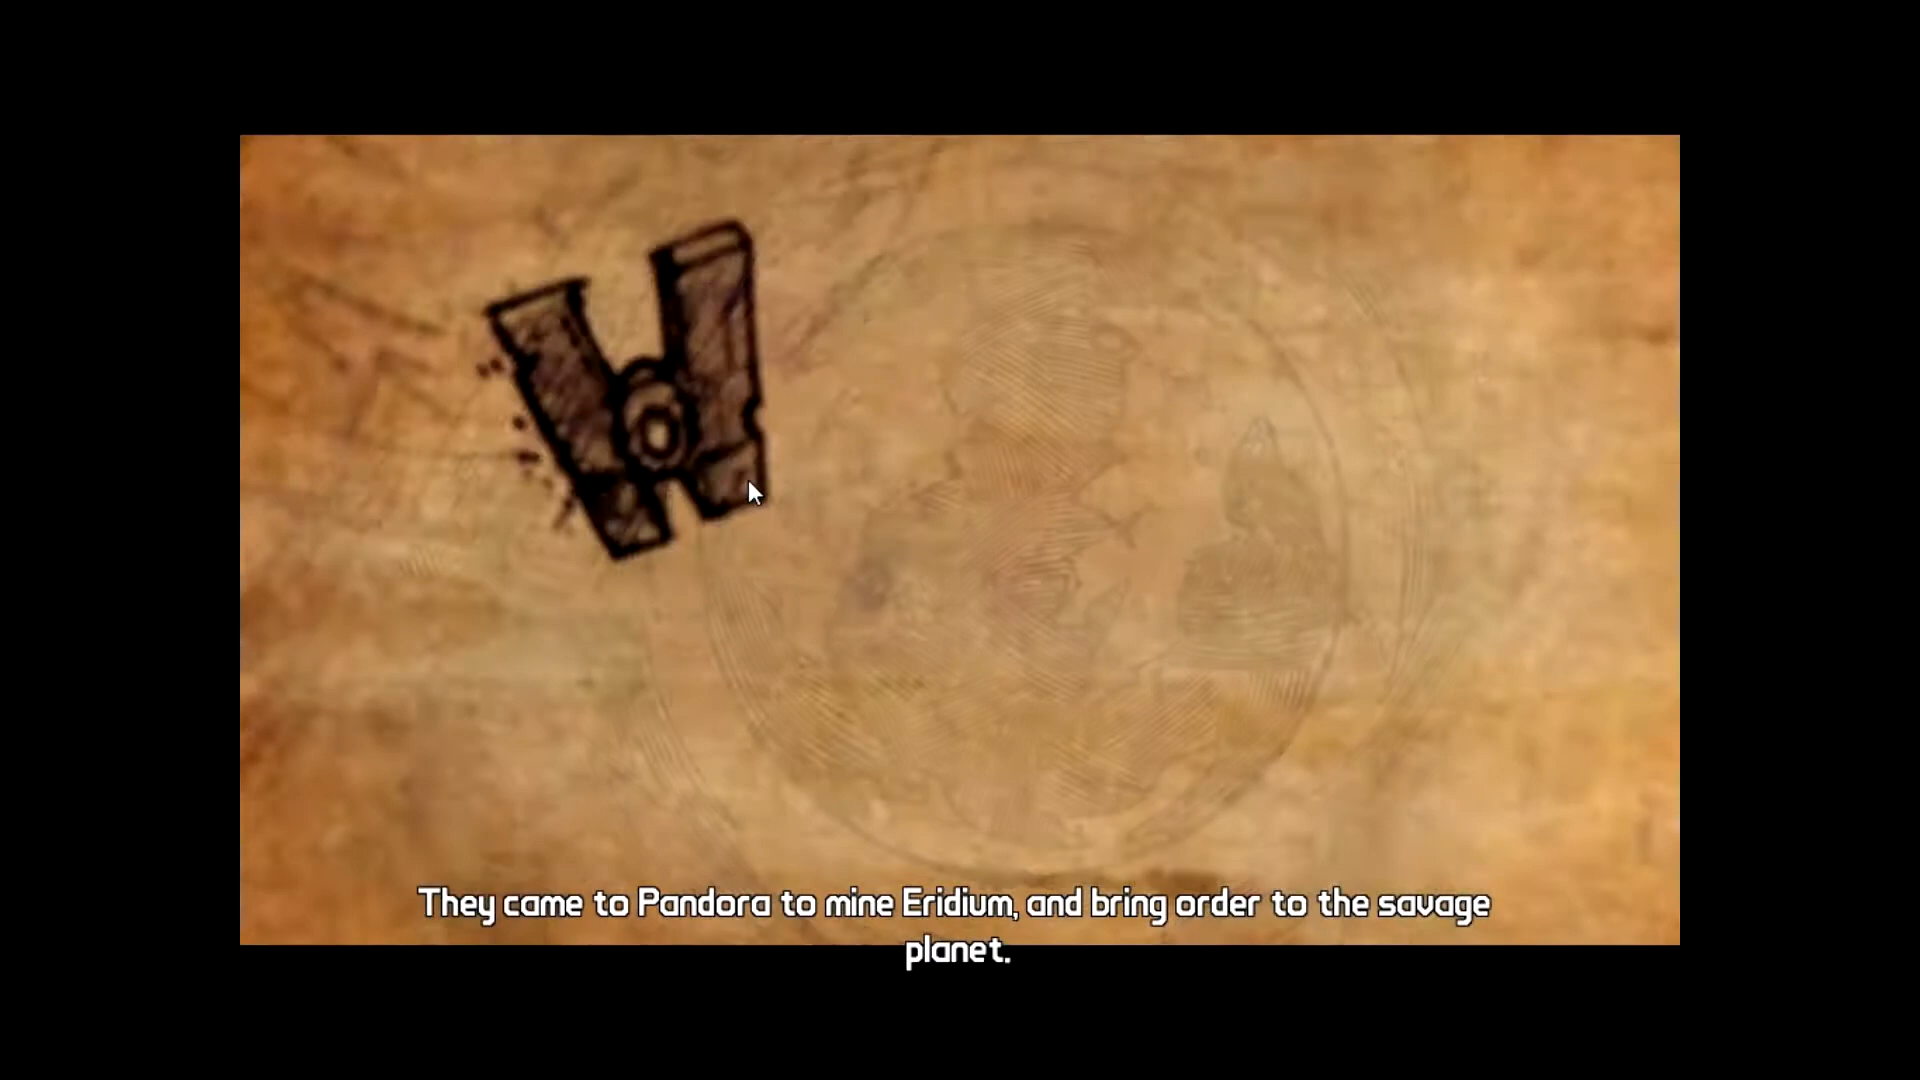 They came to Pandora to mine Eridium, and bring order to the savage
planet.